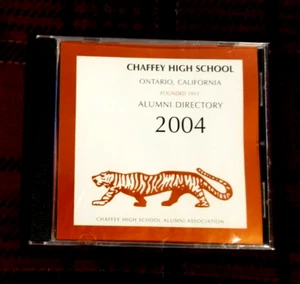 CHAFFEY HIGH SCHOOL
ONTARIO, CALIFORNIA
FOUNDED 1911
ALUMNI DIRECTORY
2004
CHAFFEY HIGH SCHOOL ALUMNI ASSOCIATION